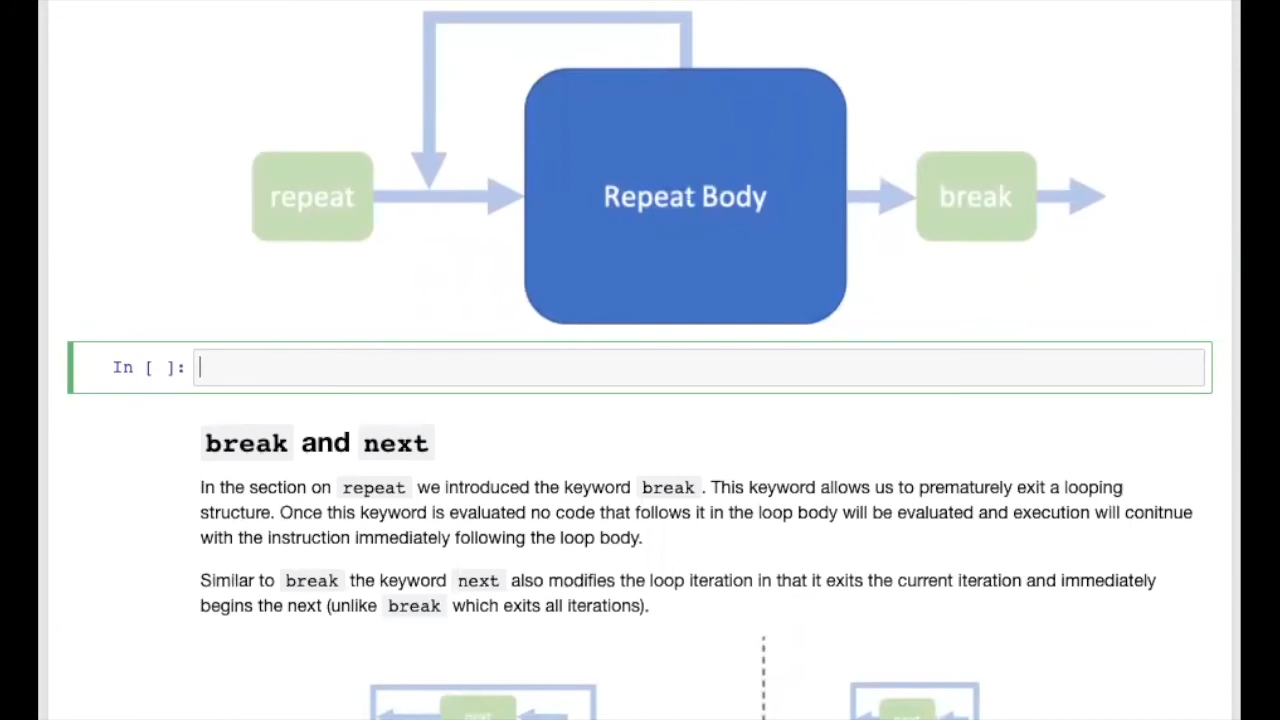 repeat
Repeat Body
break
In [ ]:
break and next
In the section on repeat we introduced the keyword break . This keyword allows us to prematurely exit a looping
structure. Once this keyword is evaluated no code that follows it in the loop body will be evaluated and execution will conitnue
with the instruction immediately following the loop body.
Similar to break the keyword next also modifies the loop iteration in that it exits the current iteration and immediately
begins the next (unlike break which exits all iterations).
next
next